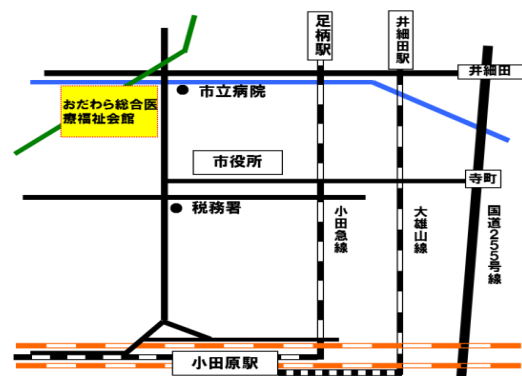 足柄駅
井細田駅
井細田
おだわら総合医
療福祉会館
市立病院
市役所
寺町
税務署
小田急線
大雄山線
国道255号線
小田原駅